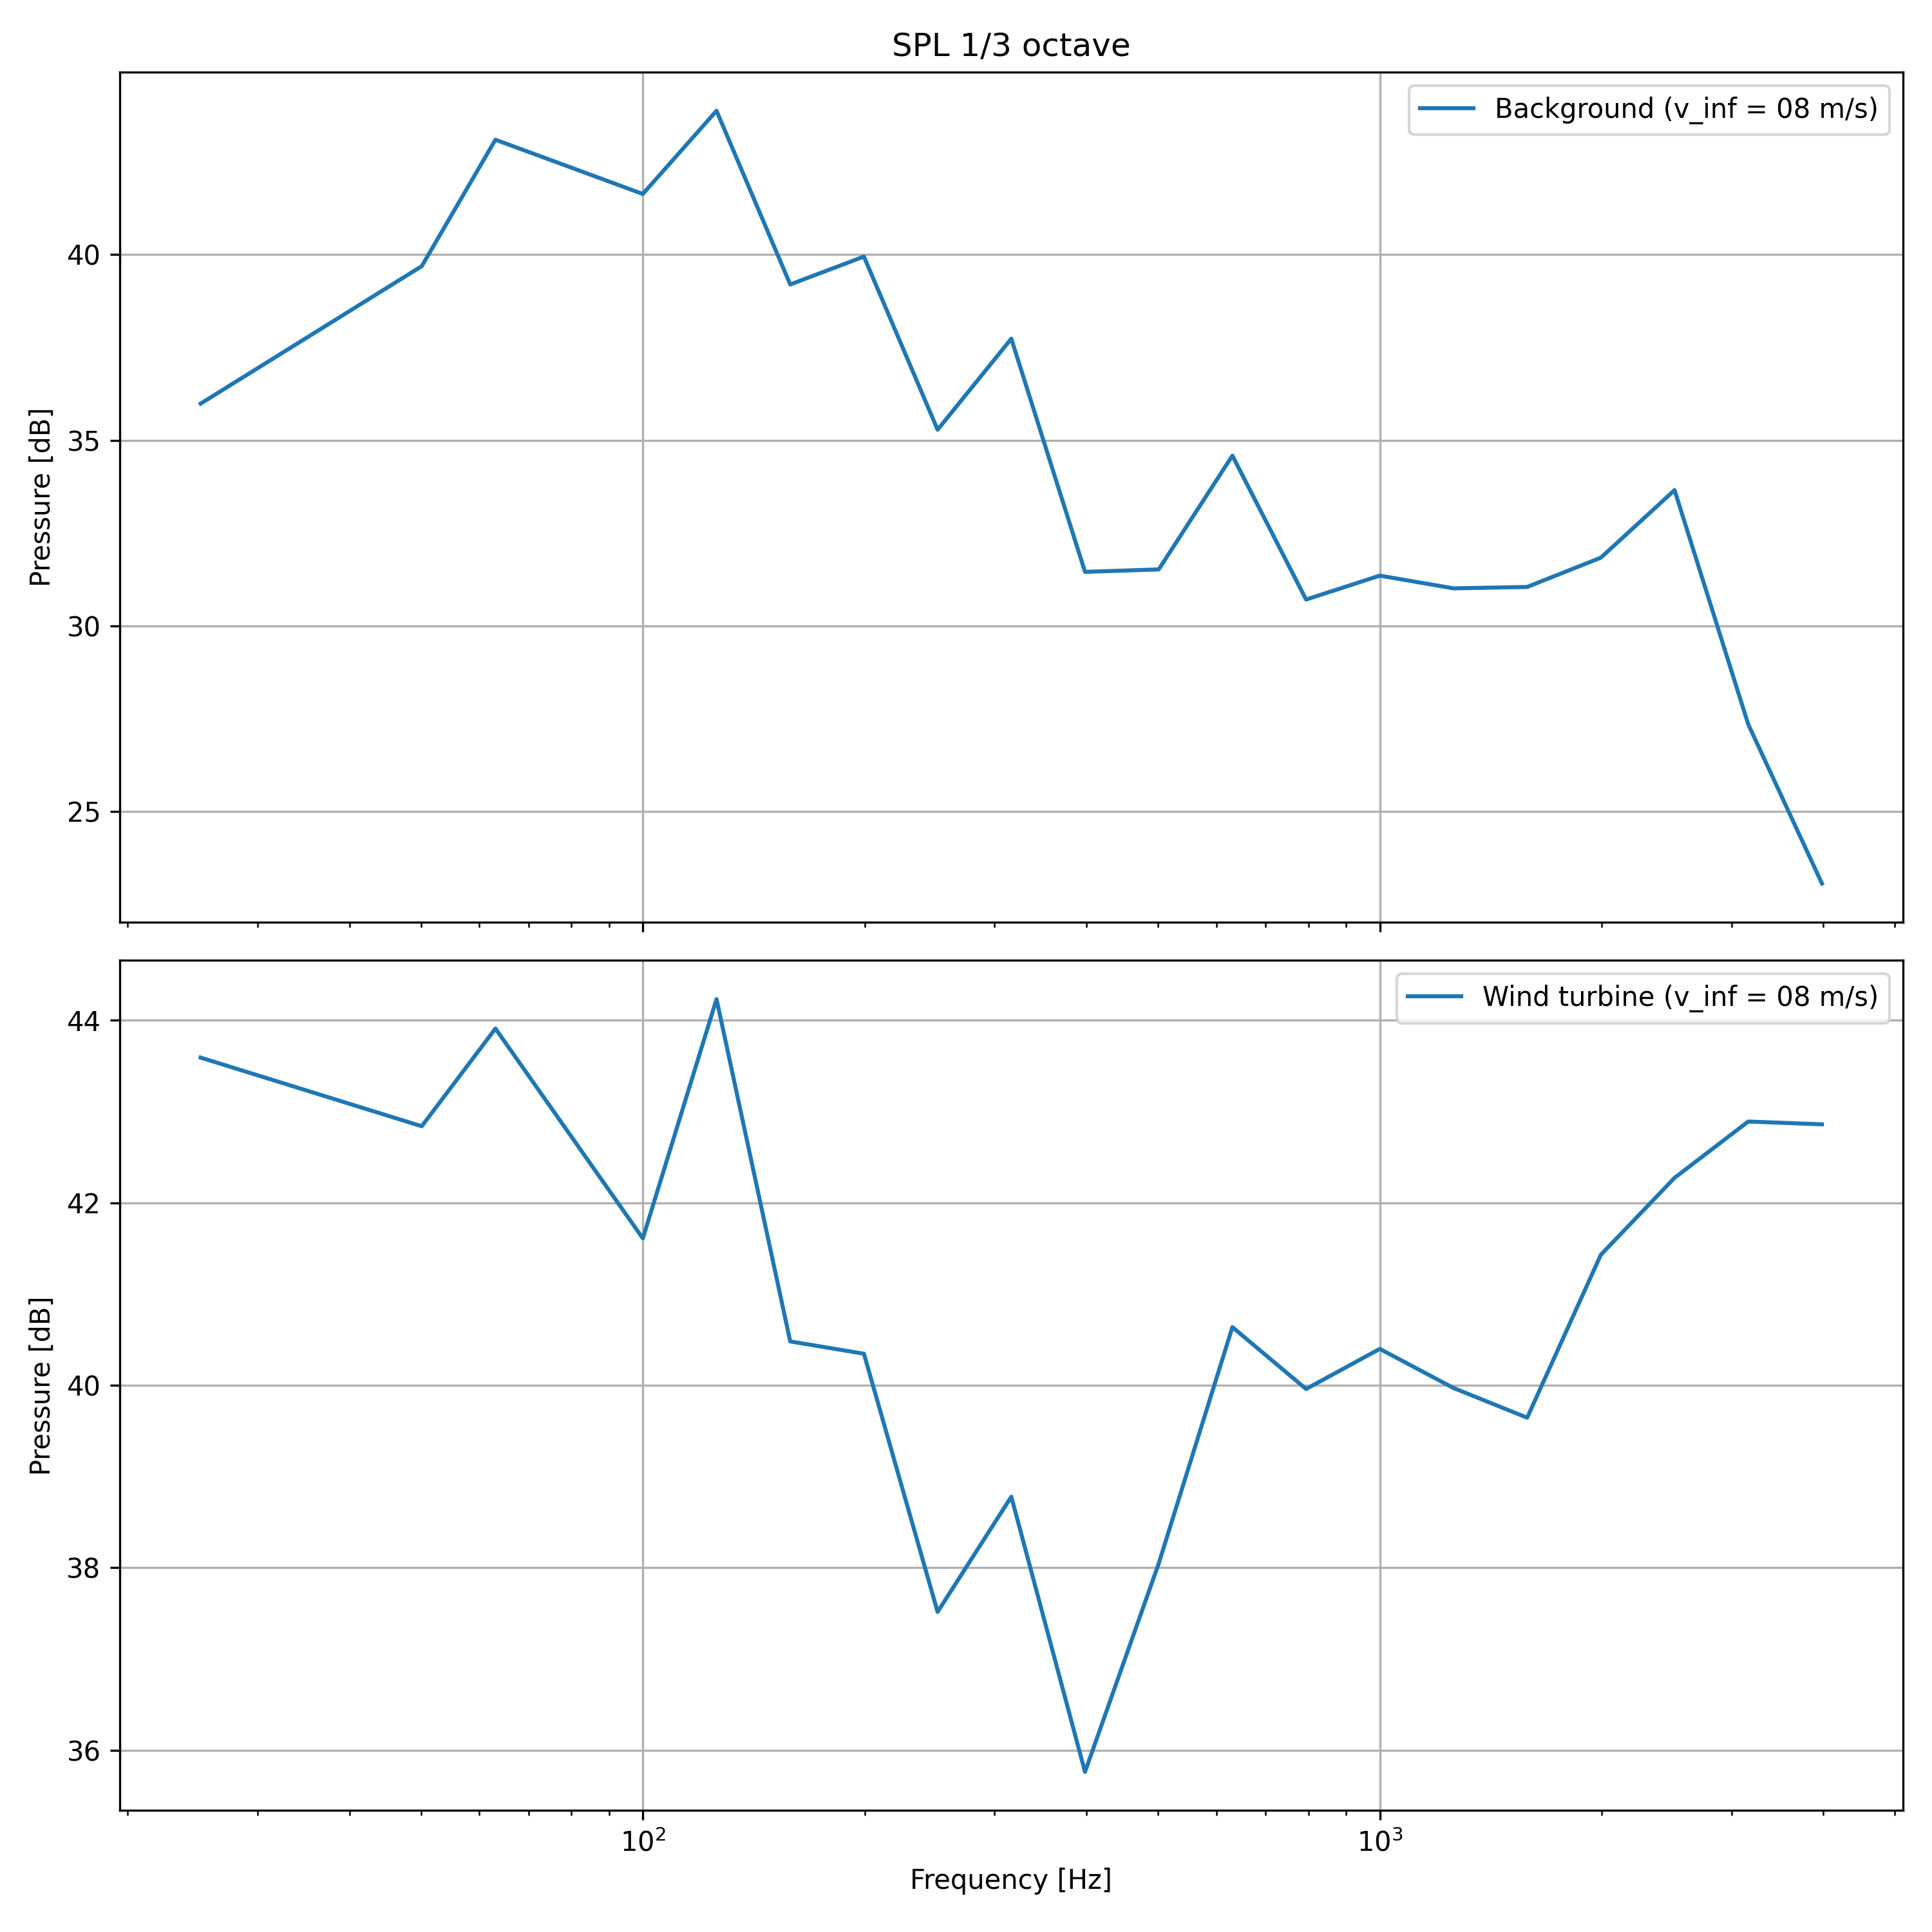 SPL 1/3 octave
Background (v_inf = 08 m/s)
Pressure [dB]
40
35
30
25
Wind turbine (v_inf = 08 m/s)
Pressure [dB]
44
42
40
38
36
10²
10³
Frequency [Hz]